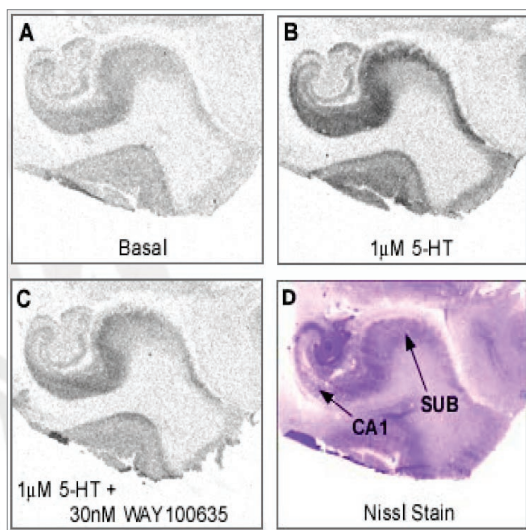 A
Basal
B
1μM 5-HT
C
1μM 5-HT +
30nM WAY100635
D
SUB
CA1
Nissl Stain